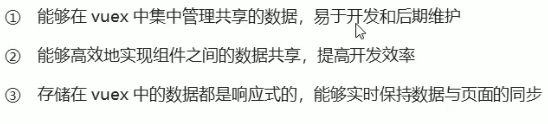 ① 能够在 vuex 中集中管理共享的数据，易于开发和后期维护
② 能够高效地实现组件之间的数据共享，提高开发效率
③ 存储在 vuex 中的数据都是响应式的，能够实时保持数据与页面的同步